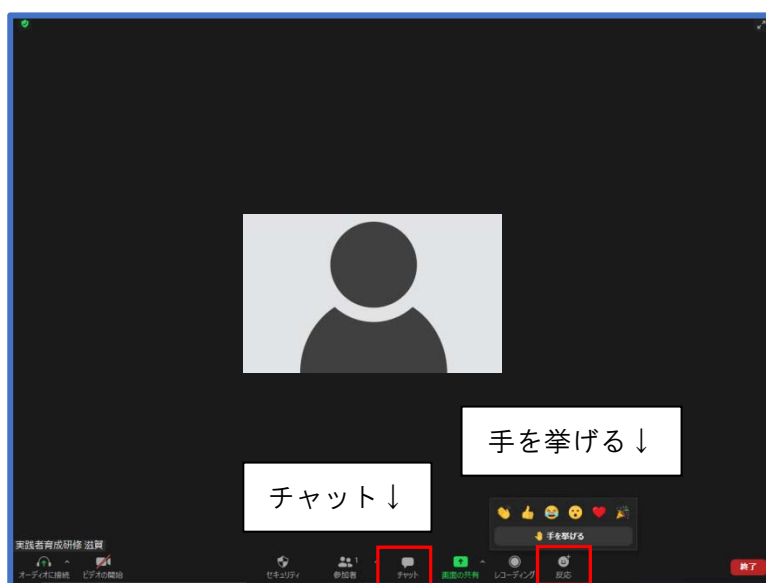 手を挙げる↓
チャット↓
手を挙げる
実践者育成研修 滋賀
オーディオに接続 ビデオの開始 セキュリティ 参加者 1 チャット 画面の共有 レコーディング 反応 終了